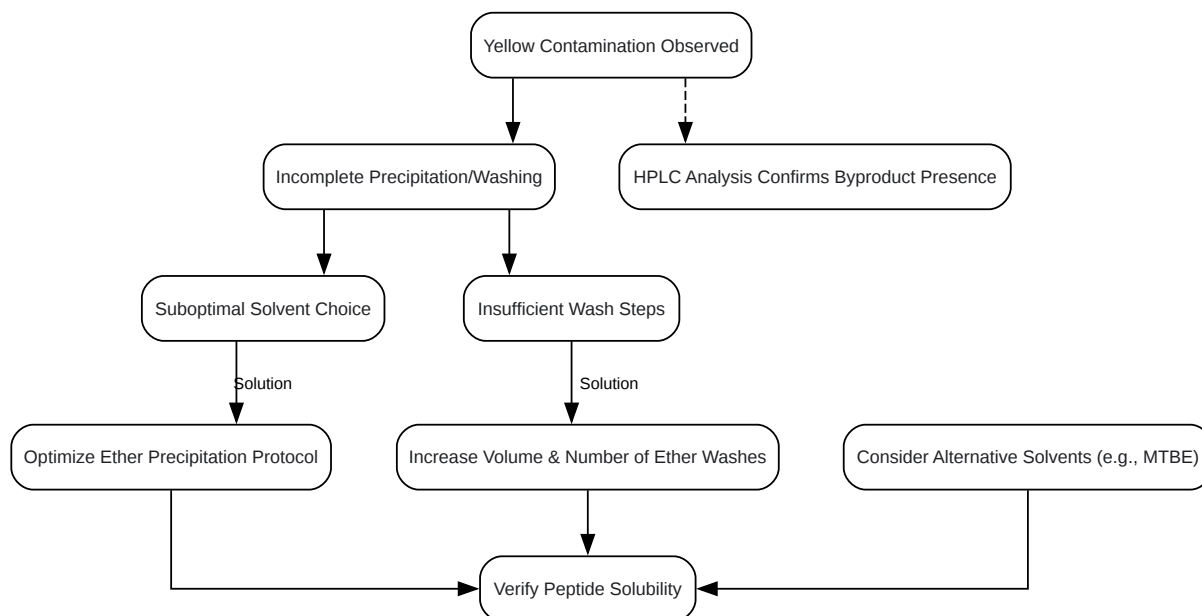 Yellow Contamination Observed
Incomplete Precipitation/Washing
HPLC Analysis Confirms Byproduct Presence
Suboptimal Solvent Choice
Insufficient Wash Steps
Solution
Solution
Optimize Ether Precipitation Protocol
Increase Volume & Number of Ether Washes
Consider Alternative Solvents (e.g., MTBE)
Verify Peptide Solubility